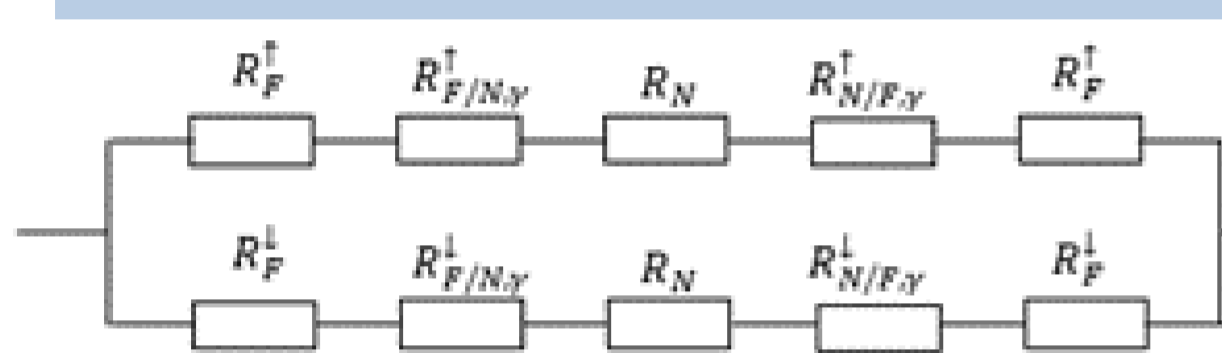 R_F^↑ R_{F/N,γ}^↑ R_N R_{N/F,γ}^↑ R_F^↑
R_F^↓ R_{F/N,γ}^↓ R_N R_{N/F,γ}^↓ R_F^↓